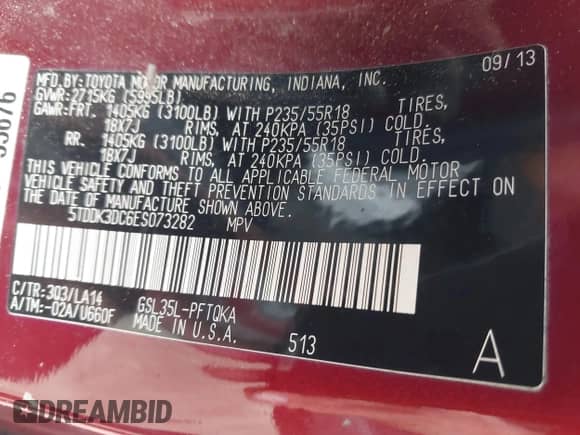 09/13
MFD.BY:TOYOTA MOTOR MANUFACTURING, INDIANA, INC.
GVWR:2715KG (5995LB)
GAWR:FRT. 1405KG (3100LB) WITH P235/55R18 TIRES,
18X7J RIMS, AT 240KPA (35PSI) COLD.
RR. 1405KG (3100LB) WITH P235/55R18 TIRES,
18X7J RIMS, AT 240KPA (35PSI) COLD.
THIS VEHICLE CONFORMS TO ALL APPLICABLE FEDERAL MOTOR
VEHICLE SAFETY AND THEFT PREVENTION STANDARDS IN EFFECT ON
THE DATE OF MANUFACTURE SHOWN ABOVE.
5TDDK3DC6ES073282 MPV
C/TR:303/LA14
A/TM:-02A/U660F
GSL35L-PFTQKA
MADE IN U.S.A.
513
A
DREAMBID